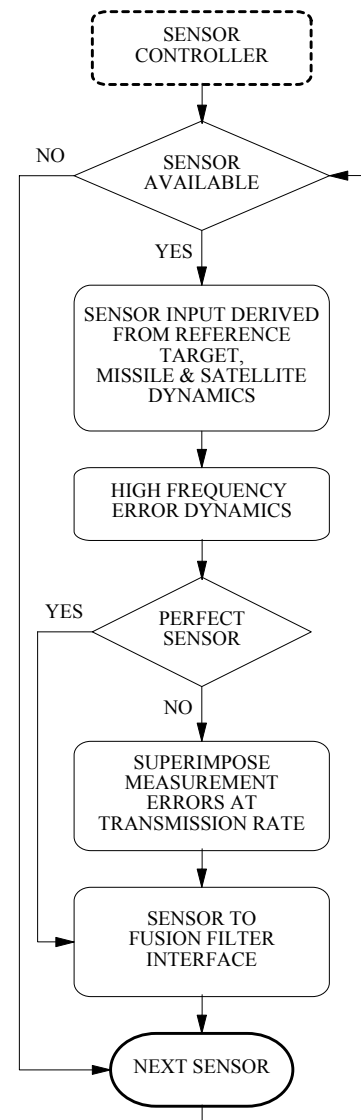 SENSOR
CONTROLLER
NO
SENSOR
AVAILABLE
YES
SENSOR INPUT DERIVED
FROM REFERENCE
TARGET,
MISSILE & SATELLITE
DYNAMICS
HIGH FREQUENCY
ERROR DYNAMICS
YES
PERFECT
SENSOR
NO
SUPERIMPOSE
MEASUREMENT
ERRORS AT
TRANSMISSION RATE
SENSOR TO
FUSION FILTER
INTERFACE
NEXT SENSOR